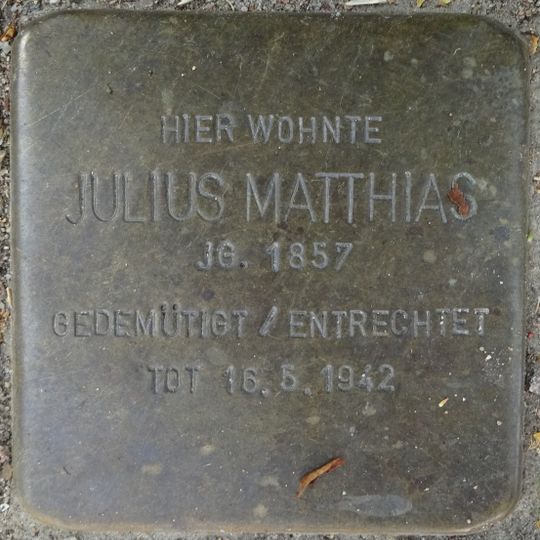 HIER WOHNTE
JULIUS MATTHIAS
JG. 1857
GEDEMÜTIGT / ENTRECHTET
TOT 16.5.1942